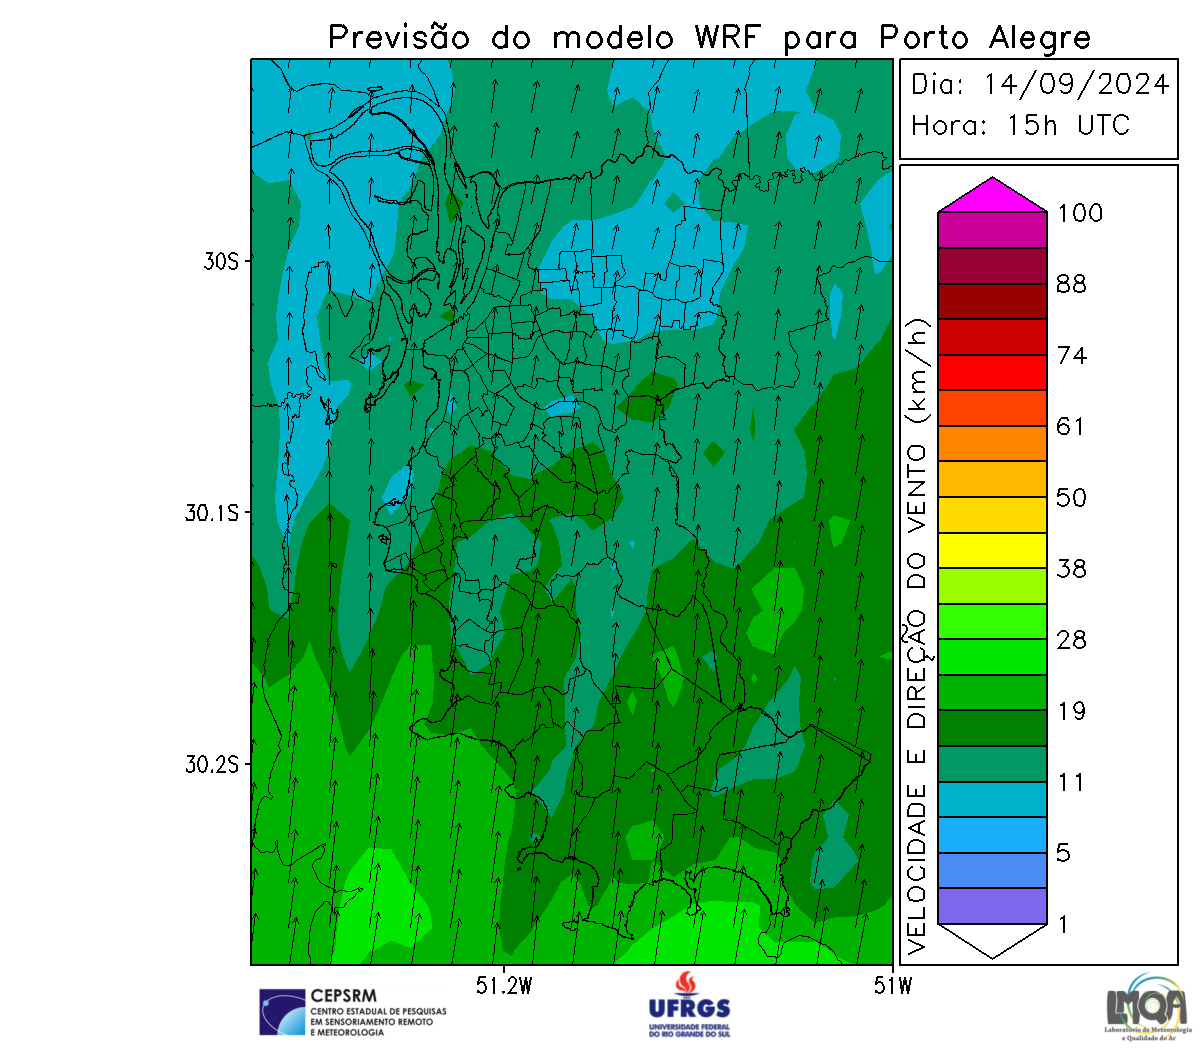 Previsão do modelo WRF para Porto Alegre
Dia: 14/09/2024
Hora: 15h UTC
30S
30.1S
30.2S
51.2W
51W
VELOCIDADE E DIREÇÃO DO VENTO (km/h)
100
88
74
61
50
38
28
19
11
5
1
CEPSRM
CENTRO ESTADUAL DE PESQUISAS
EM SENSORIAMENTO REMOTO
E METEOROLOGIA
UFRGS
UNIVERSIDADE FEDERAL
DO RIO GRANDE DO SUL
LMQA
Laboratório de Meteorologia
e Qualidade do Ar